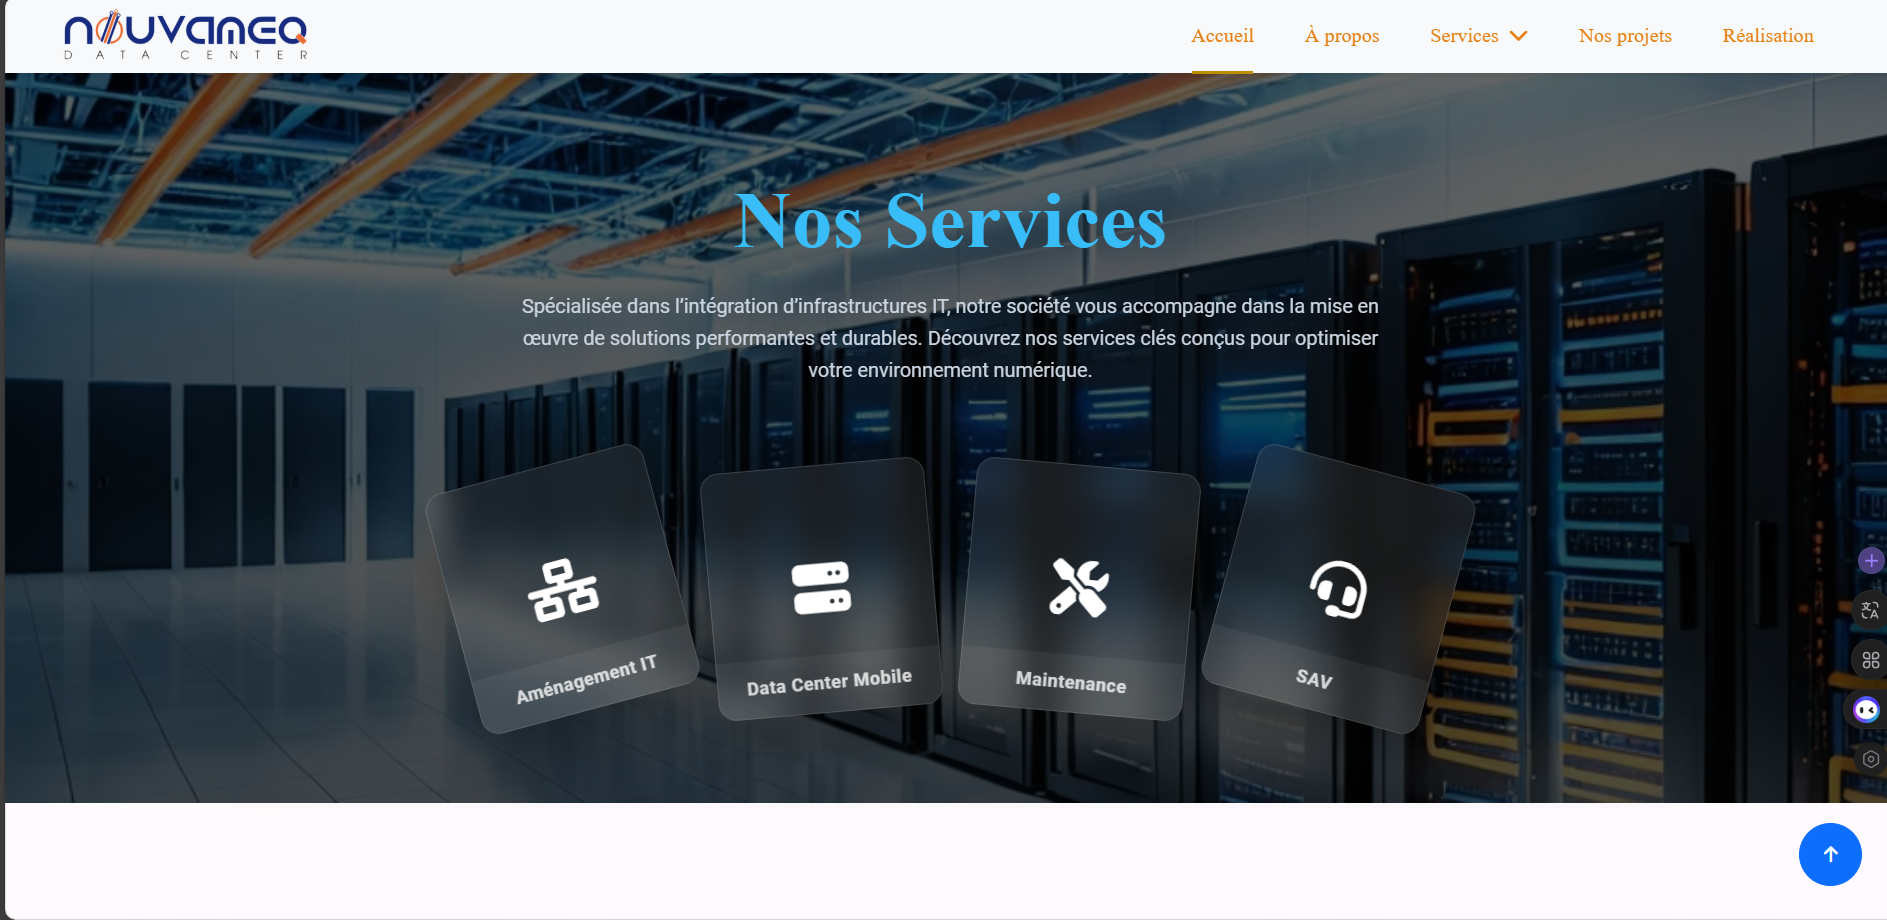 nouvameq
DATA CENTER
Accueil
À propos
Services
Nos projets
Réalisation
Nos Services
Spécialisée dans l’intégration d’infrastructures IT, notre société vous accompagne dans la mise en
œuvre de solutions performantes et durables. Découvrez nos services clés conçus pour optimiser
votre environnement numérique.
Aménagement IT
Data Center Mobile
Maintenance
SAV